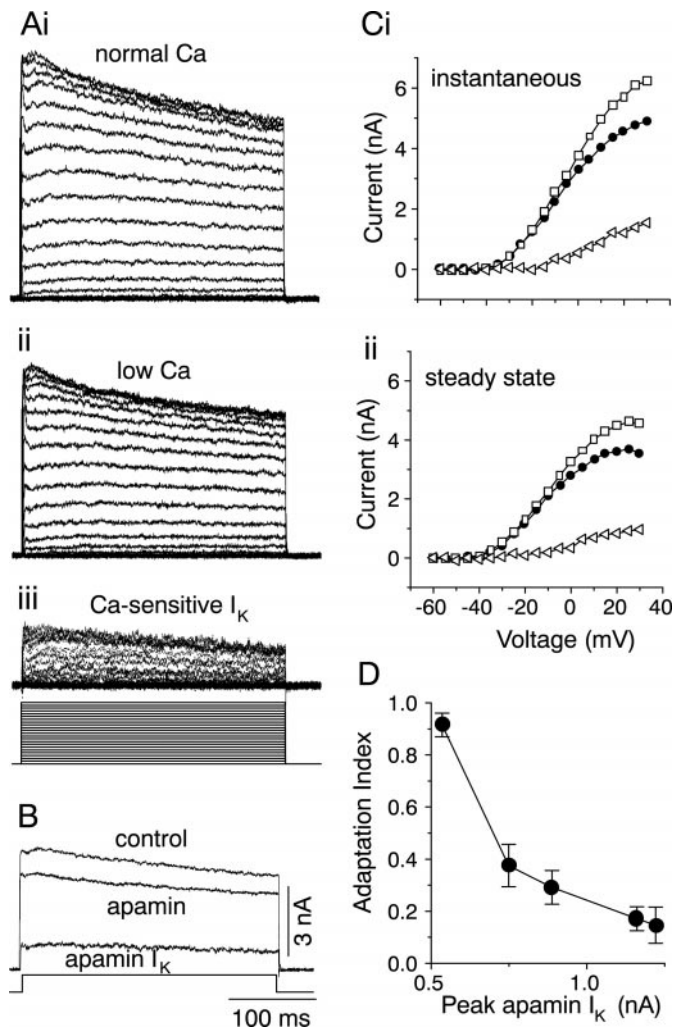 Ai
normal Ca
ii
low Ca
iii
Ca-sensitive I_K
B
control
apamin
apamin I_K
3 nA
100 ms
Ci
instantaneous
6
4
2
0
Current (nA)
ii
steady state
6
4
2
0
Current (nA)
-60 -40 -20 0 20 40
Voltage (mV)
D
1.0
0.8
0.6
0.4
0.2
0.0
Adaptation Index
0.5 1.0
Peak apamin I_K (nA)